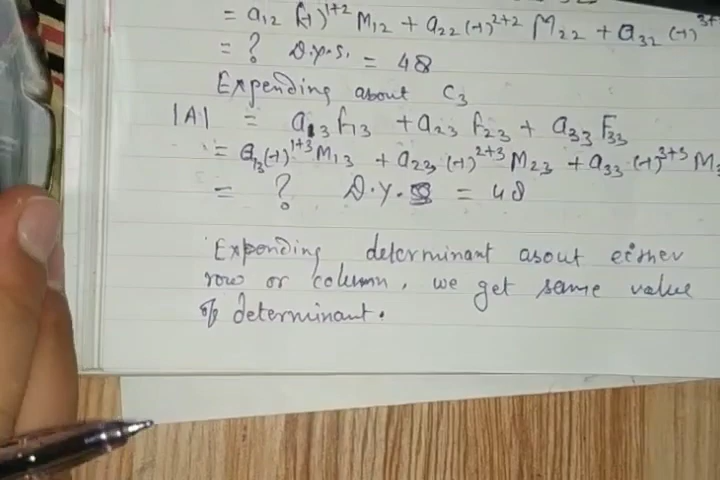 = a₁₂ (-1)¹⁺² M₁₂ + a₂₂ (-1)²⁺² M₂₂ + a₃₂ (-1)³⁺
= ? D.y.s. = 48
Expending about C₃
|A| = a₁₃ F₁₃ + a₂₃ F₂₃ + a₃₃ F₃₃
= a₁₃ (-1)¹⁺³ M₁₃ + a₂₃ (-1)²⁺³ M₂₃ + a₃₃ (-1)³⁺³ M₃
= ? D.y.S = 48
Expending determinant about either
row or column, we get same value
of determinant.